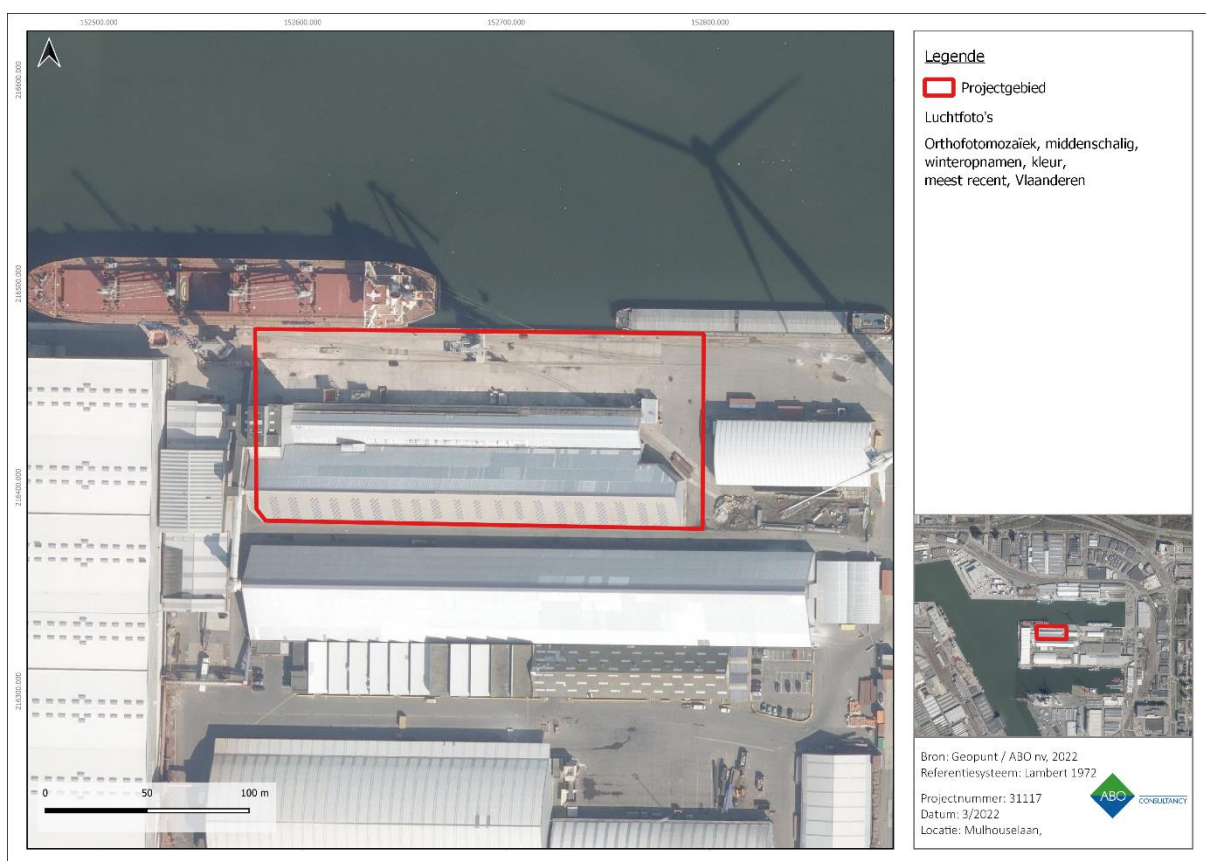 152500.000
152600.000
152700.000
152800.000
216600.000
216500.000
216400.000
216300.000
0
50
100 m
Legende
Projectgebied
Luchtfoto's
Orthofotomozaïek, middenschalig,
winteropnamen, kleur,
meest recent, Vlaanderen
Bron: Geopunt / ABO nv, 2022
Referentiesysteem: Lambert 1972
Projectnummer: 31117
Datum: 3/2022
Locatie: Mulhouselaan,
ABO
CONSULTANCY